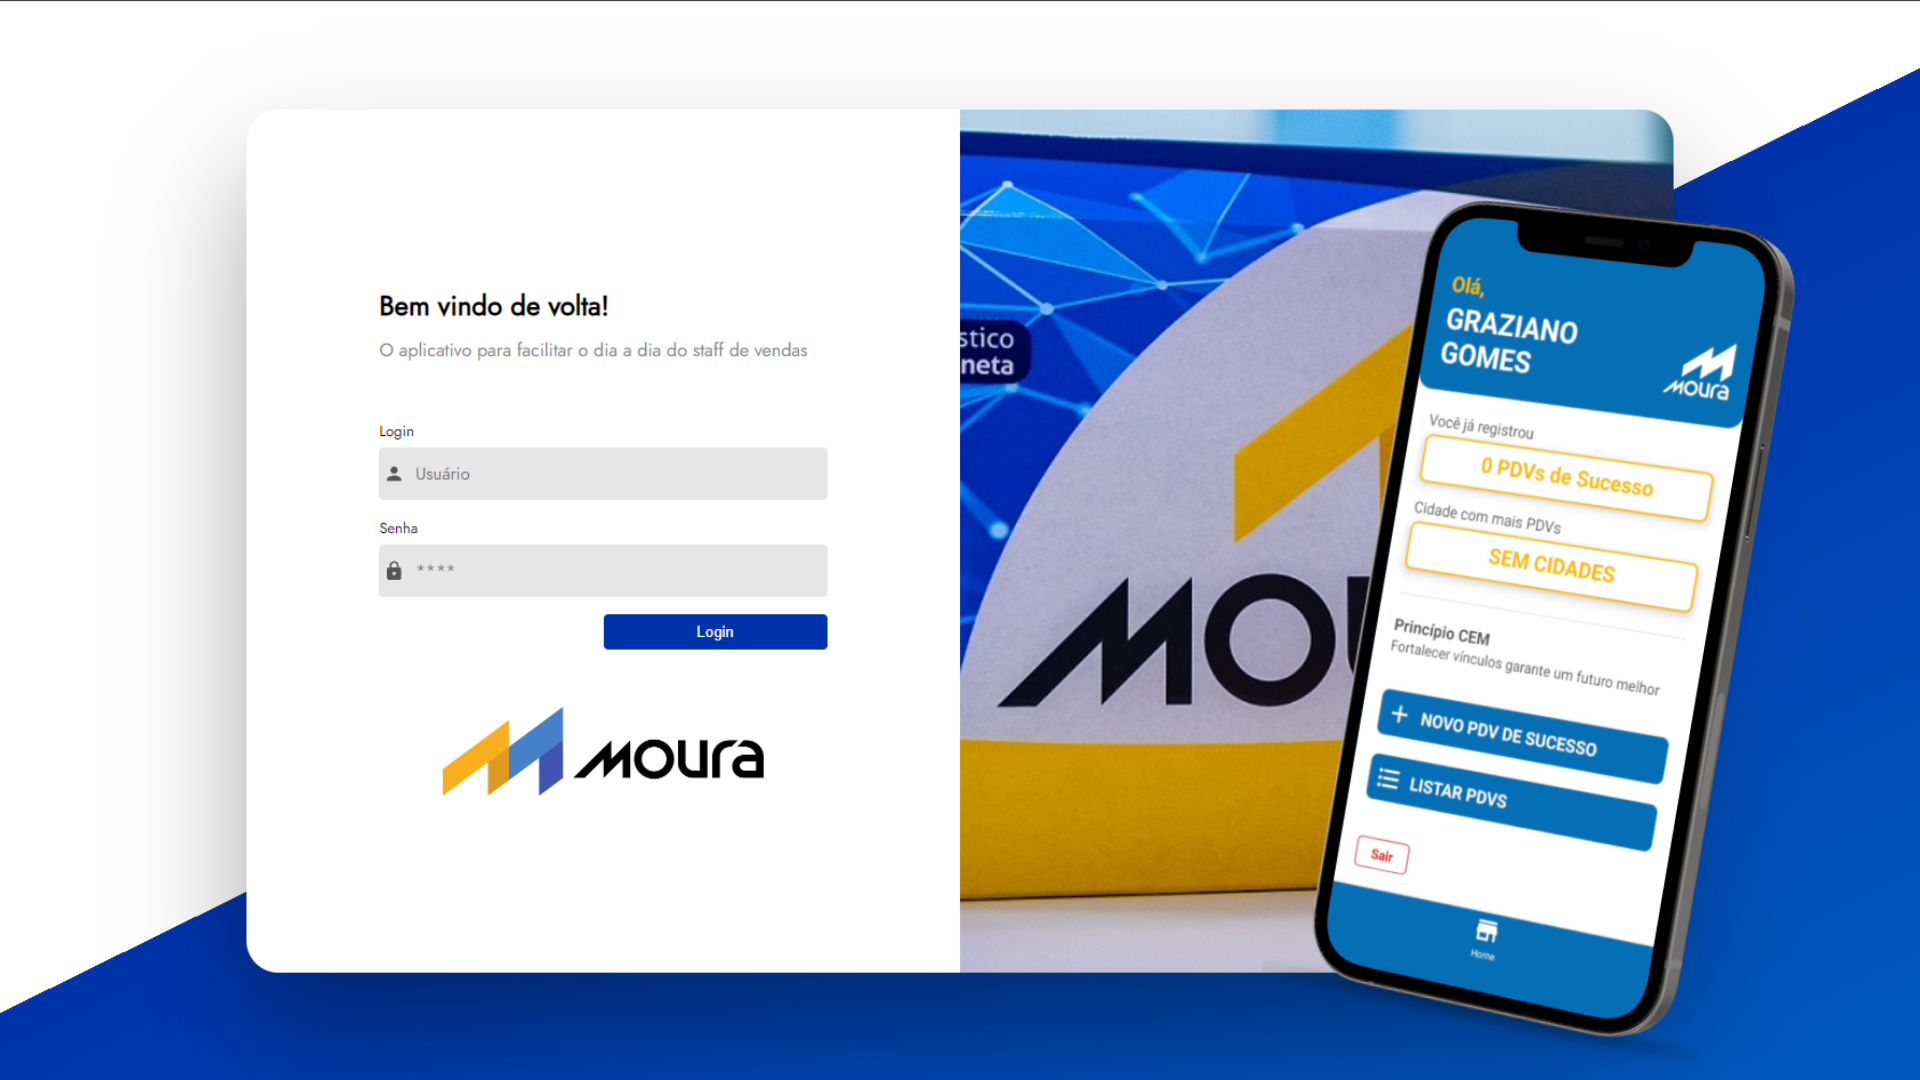 Bem vindo de volta!
O aplicativo para facilitar o dia a dia do staff de vendas
Login
Usuário
Senha
****
Login
moura
stico
neta
MO
Olá,
GRAZIANO
GOMES
moura
Você já registrou
0 PDVs de Sucesso
Cidade com mais PDVs
SEM CIDADES
Princípio CEM
Fortalecer vínculos garante um futuro melhor
+ NOVO PDV DE SUCESSO
LISTAR PDVS
Sair
Home